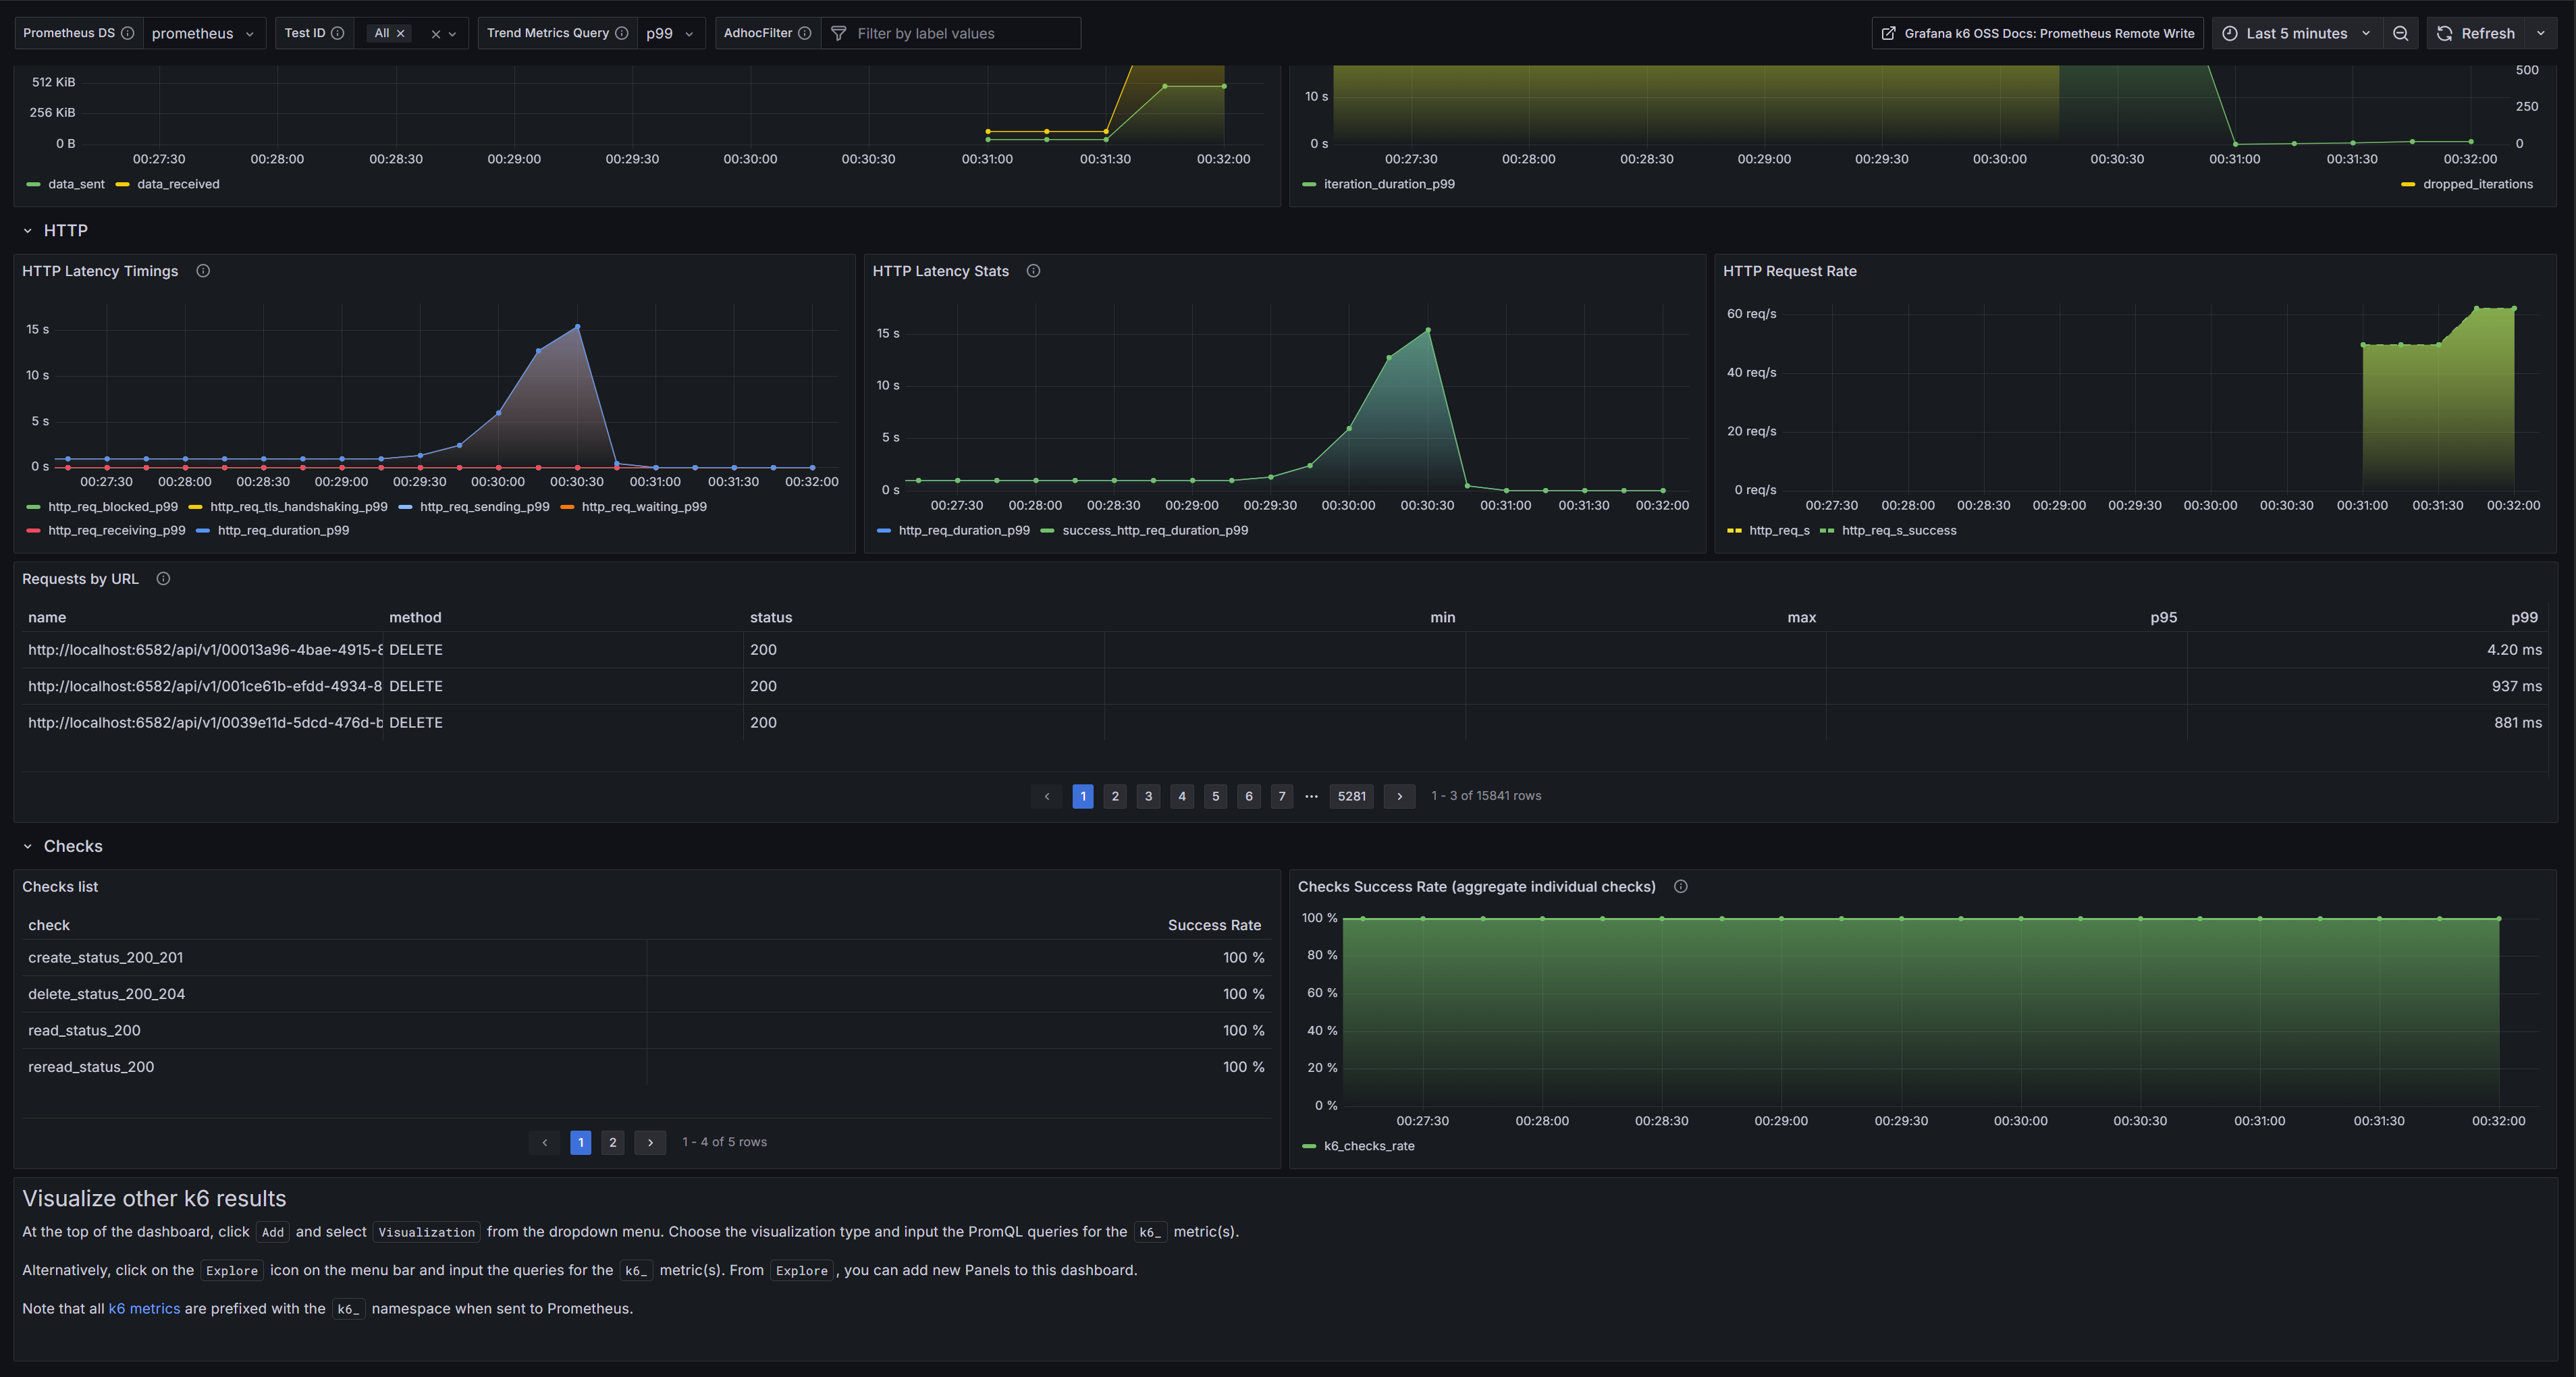 Prometheus DS prometheus Test ID All Trend Metrics Query p99 AdhocFilter Filter by label values Grafana k6 OSS Docs: Prometheus Remote Write Last 5 minutes Refresh
512 KiB
256 KiB
0 B
00:27:30 00:28:00 00:28:30 00:29:00 00:29:30 00:30:00 00:30:30 00:31:00 00:31:30 00:32:00
data_sent data_received
10 s
0 s
500
250
0
00:27:30 00:28:00 00:28:30 00:29:00 00:29:30 00:30:00 00:30:30 00:31:00 00:31:30 00:32:00
iteration_duration_p99 dropped_iterations
HTTP
HTTP Latency Timings
15 s
10 s
5 s
0 s
00:27:30 00:28:00 00:28:30 00:29:00 00:29:30 00:30:00 00:30:30 00:31:00 00:31:30 00:32:00
http_req_blocked_p99 http_req_tls_handshaking_p99 http_req_sending_p99 http_req_waiting_p99
http_req_receiving_p99 http_req_duration_p99
HTTP Latency Stats
15 s
10 s
5 s
0 s
00:27:30 00:28:00 00:28:30 00:29:00 00:29:30 00:30:00 00:30:30 00:31:00 00:31:30 00:32:00
http_req_duration_p99 success_http_req_duration_p99
HTTP Request Rate
60 req/s
40 req/s
20 req/s
0 req/s
00:27:30 00:28:00 00:28:30 00:29:00 00:29:30 00:30:00 00:30:30 00:31:00 00:31:30 00:32:00
http_req_s http_req_s_success
Requests by URL
name method status min max p95 p99
http://localhost:6582/api/v1/00013a96-4bae-4915-8 DELETE 200 4.20 ms
http://localhost:6582/api/v1/001ce61b-efdd-4934-8 DELETE 200 937 ms
http://localhost:6582/api/v1/0039e11d-5dcd-476d-b DELETE 200 881 ms
1 2 3 4 5 6 7 ••• 5281 1 - 3 of 15841 rows
Checks
Checks list
check Success Rate
create_status_200_201 100 %
delete_status_200_204 100 %
read_status_200 100 %
reread_status_200 100 %
1 2 1 - 4 of 5 rows
Checks Success Rate (aggregate individual checks)
100 %
80 %
60 %
40 %
20 %
0 %
00:27:30 00:28:00 00:28:30 00:29:00 00:29:30 00:30:00 00:30:30 00:31:00 00:31:30 00:32:00
k6_checks_rate
Visualize other k6 results
At the top of the dashboard, click Add and select Visualization from the dropdown menu. Choose the visualization type and input the PromQL queries for the k6_ metric(s).
Alternatively, click on the Explore icon on the menu bar and input the queries for the k6_ metric(s). From Explore, you can add new Panels to this dashboard.
Note that all k6 metrics are prefixed with the k6_ namespace when sent to Prometheus.